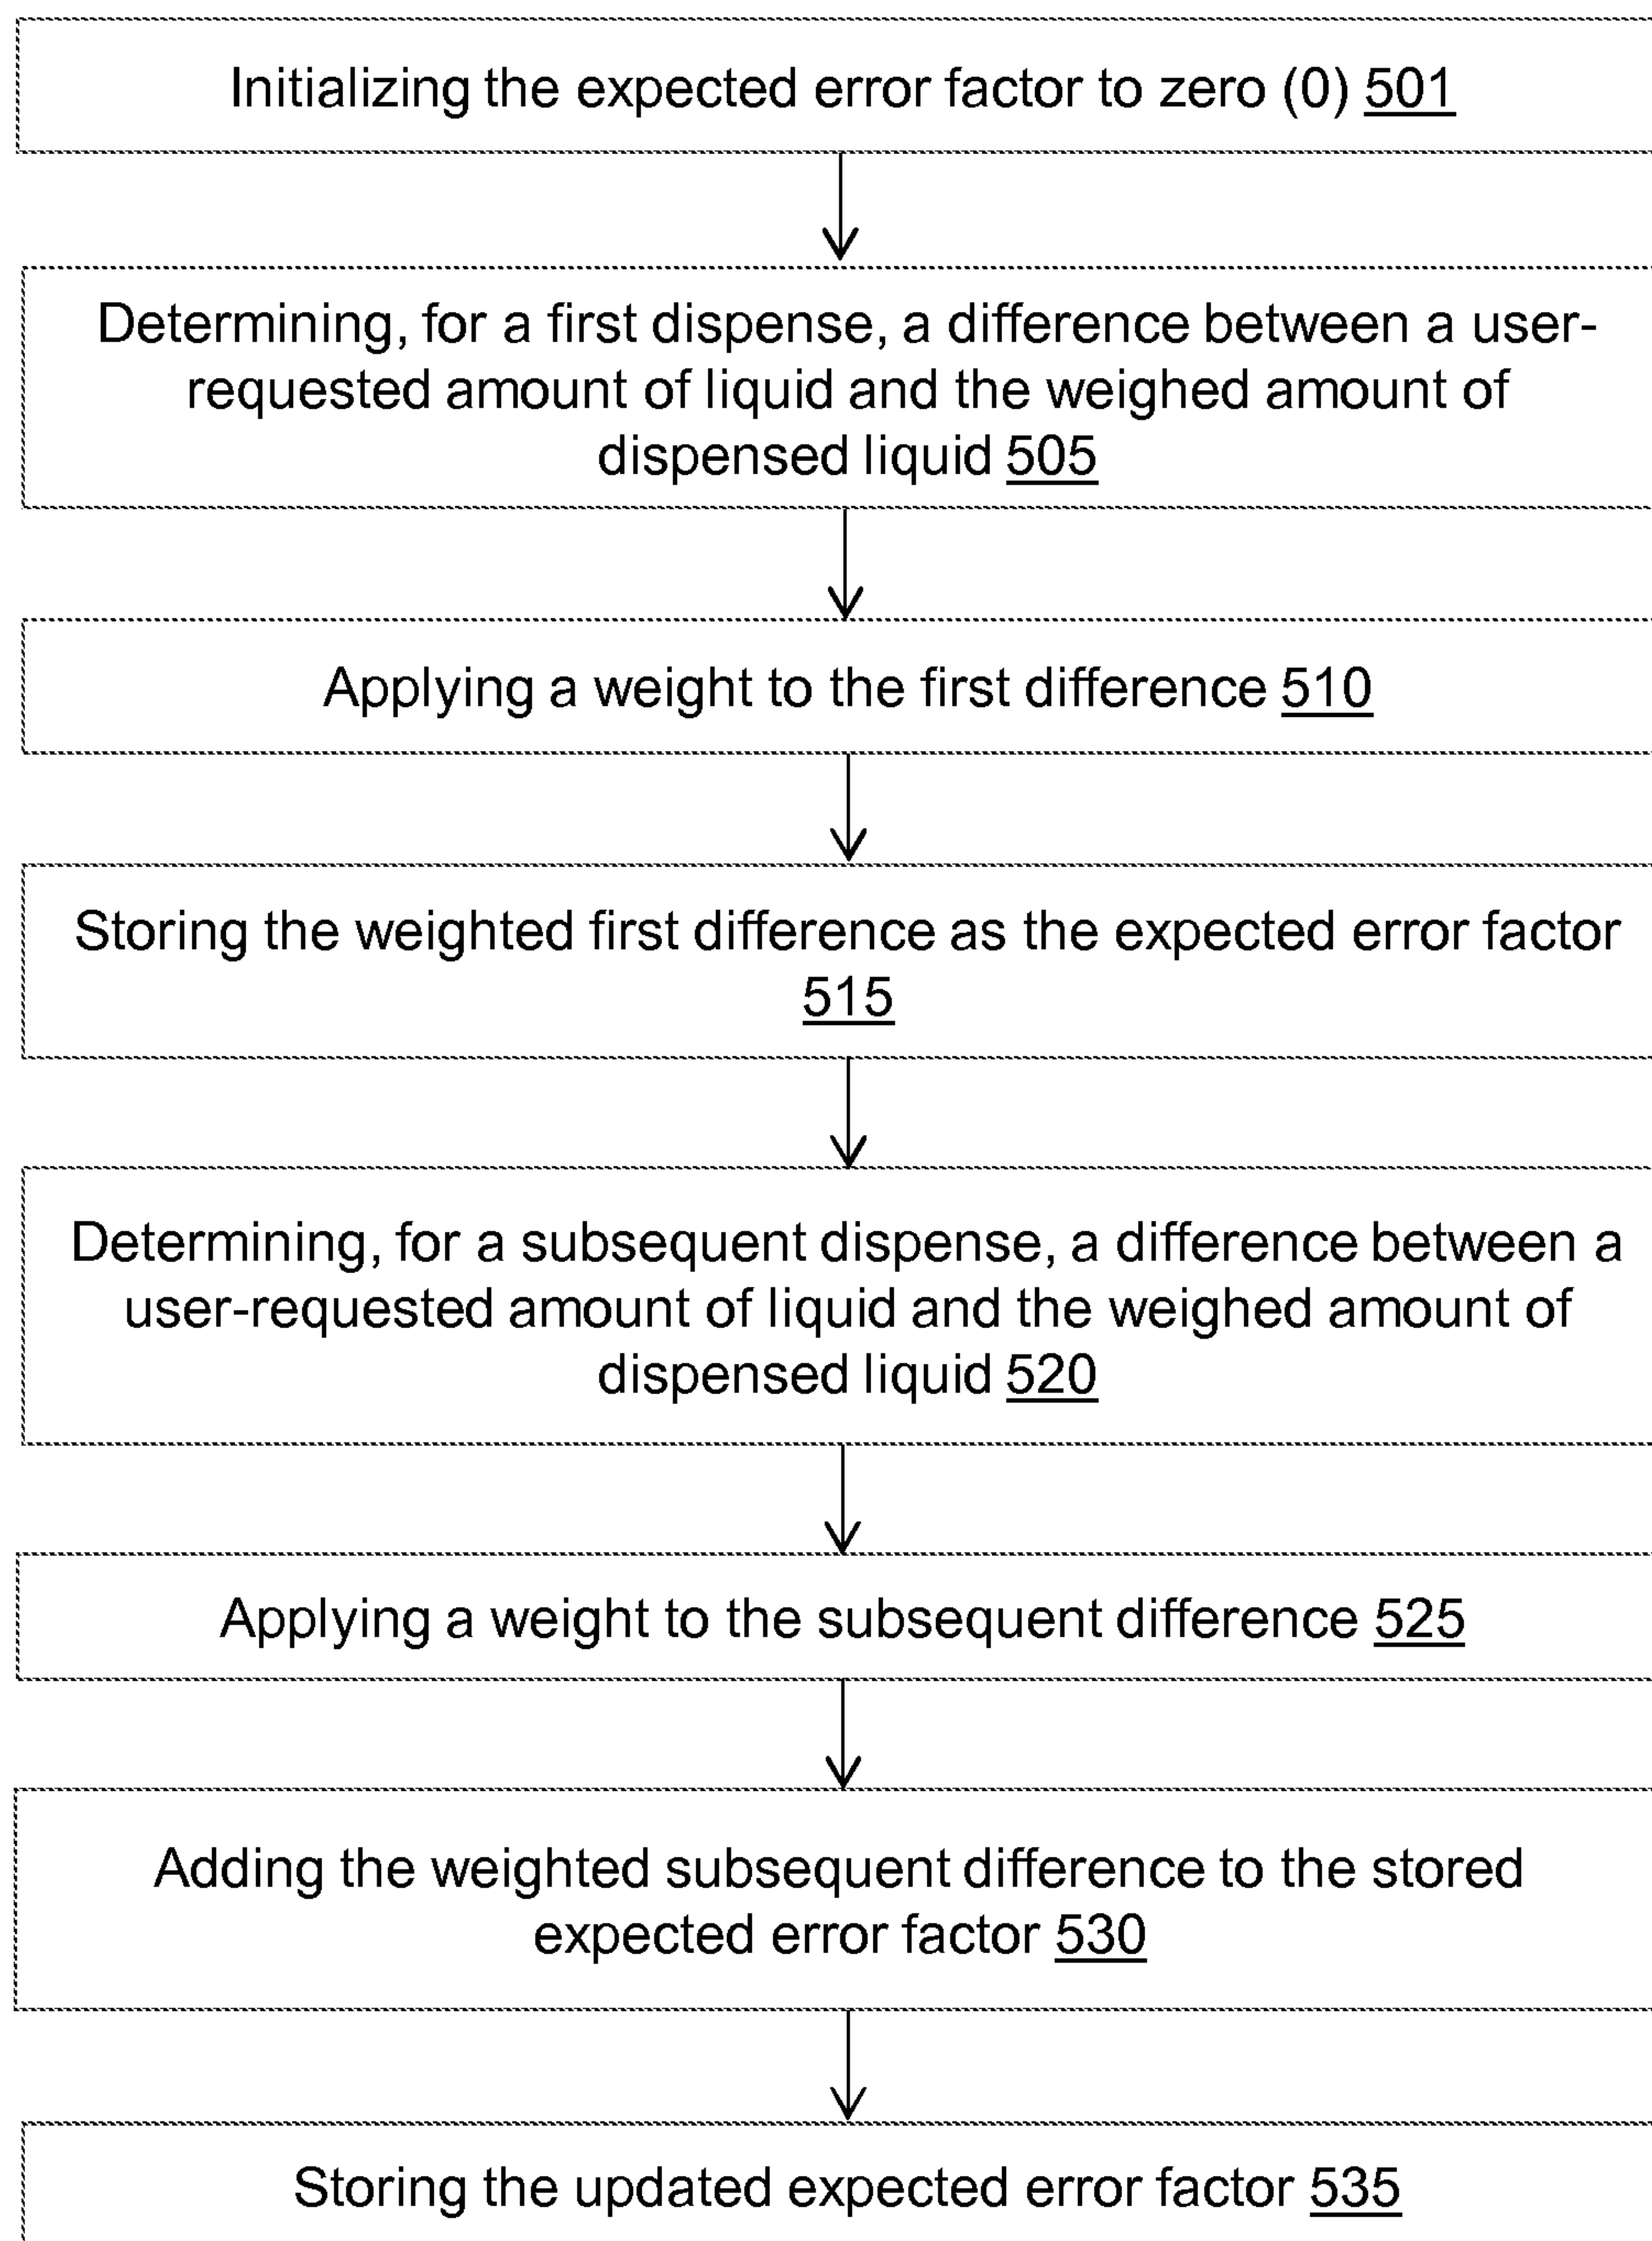 Initializing the expected error factor to zero (0) 501
Determining, for a first dispense, a difference between a user-
requested amount of liquid and the weighed amount of
dispensed liquid 505
Applying a weight to the first difference 510
Storing the weighted first difference as the expected error factor
515
Determining, for a subsequent dispense, a difference between a
user-requested amount of liquid and the weighed amount of
dispensed liquid 520
Applying a weight to the subsequent difference 525
Adding the weighted subsequent difference to the stored
expected error factor 530
Storing the updated expected error factor 535